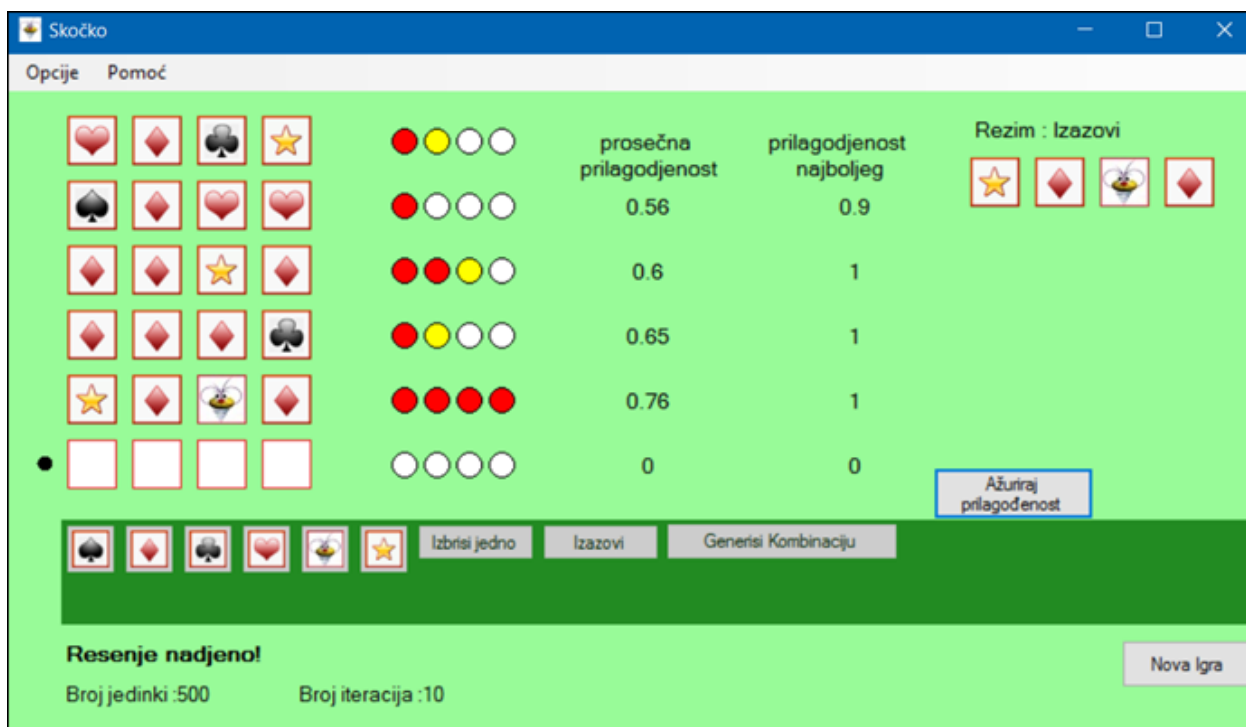 Skočko
Opcije Pomoć
prosečna prilagodjenost
prilagodjenost najboljeg
Rezim : Izazovi
0.56 0.9
0.6 1
0.65 1
0.76 1
0 0
Ažuriraj prilagođenost
Izbrisi jedno Izazovi Generisi Kombinaciju
Resenje nadjeno!
Nova Igra
Broj jedinki :500 Broj iteracija :10